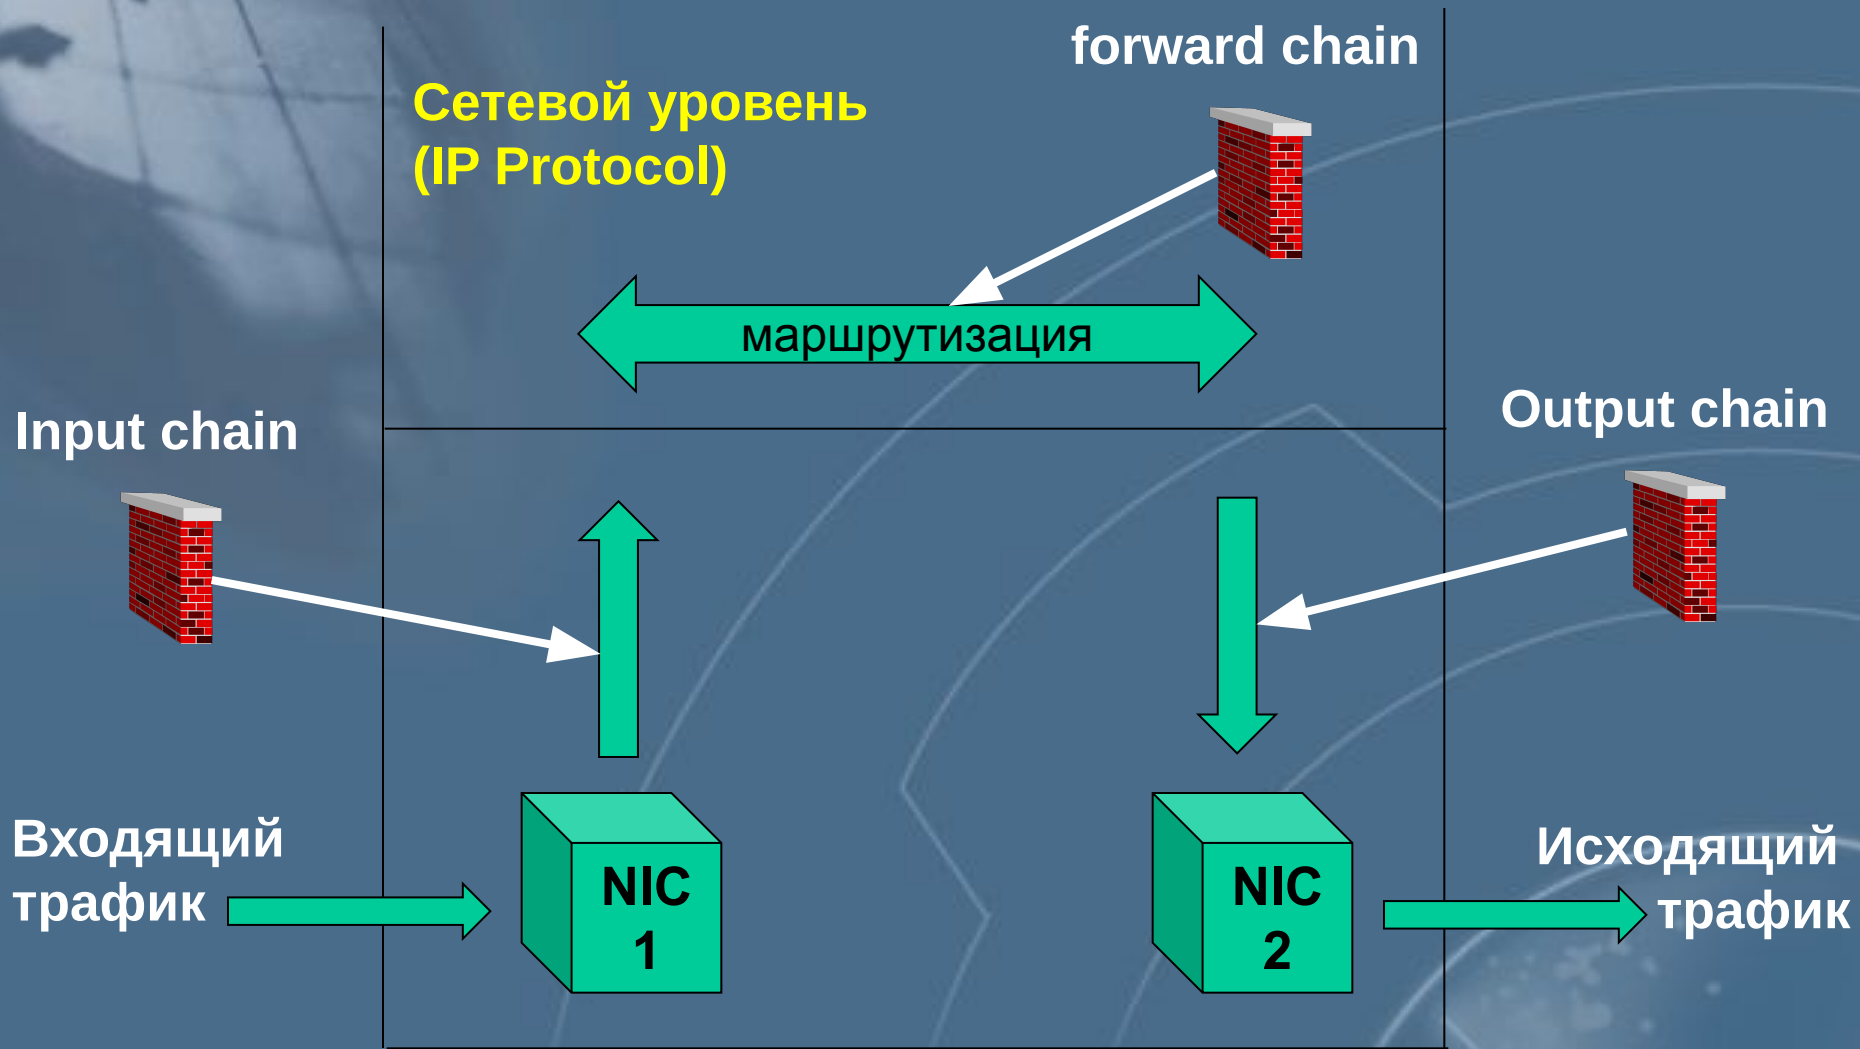 forward chain
Сетевой уровень
(IP Protocol)
маршрутизация
Input chain
Output chain
Входящий
трафик
NIC
1
NIC
2
Исходящий
трафик